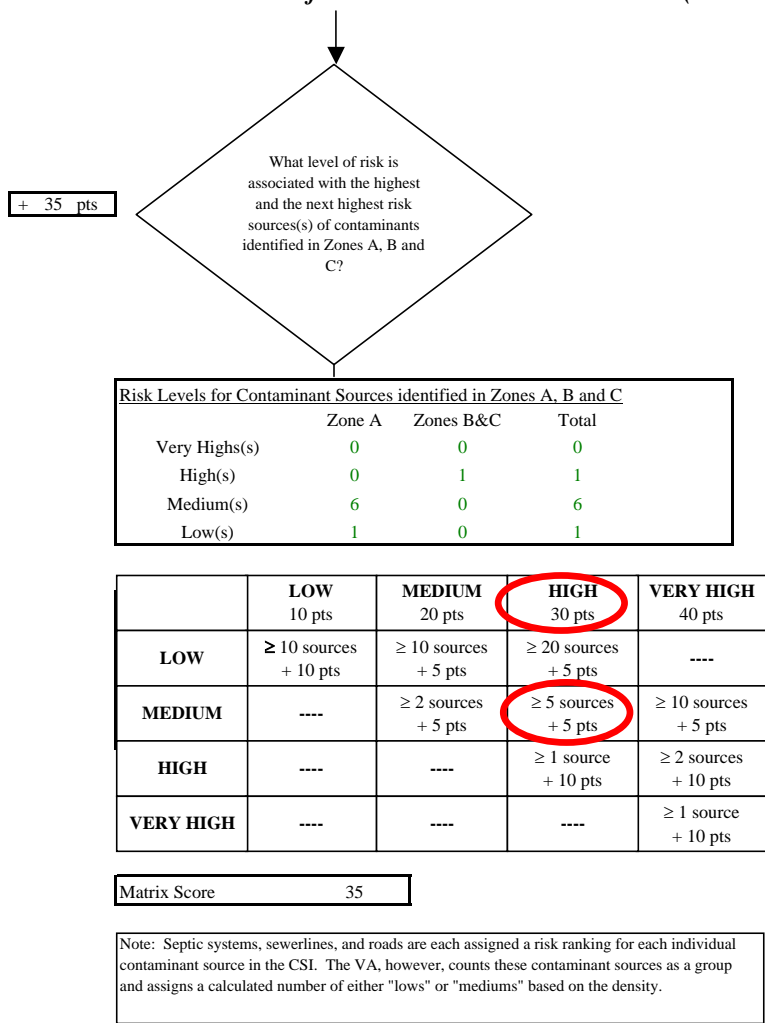 What level of risk is
associated with the highest
and the next highest risk
sources(s) of contaminants
identified in Zones A, B and
C?
+ 35 pts
Risk Levels for Contaminant Sources identified in Zones A, B and C
Zone A Zones B&C Total
Very Highs(s) 0 0 0
High(s) 0 1 1
Medium(s) 6 0 6
Low(s) 1 0 1
LOW MEDIUM HIGH VERY HIGH
10 pts 20 pts 30 pts 40 pts
LOW ≥ 10 sources ≥ 10 sources ≥ 20 sources ----
+ 10 pts + 5 pts + 5 pts
MEDIUM ---- ≥ 2 sources ≥ 5 sources ≥ 10 sources
+ 5 pts + 5 pts + 5 pts
HIGH ---- ---- ≥ 1 source ≥ 2 sources
+ 10 pts + 10 pts
VERY HIGH ---- ---- ---- ≥ 1 source
+ 10 pts
Matrix Score 35
Note: Septic systems, sewerlines, and roads are each assigned a risk ranking for each individual
contaminant source in the CSI. The VA, however, counts these contaminant sources as a group
and assigns a calculated number of either "lows" or "mediums" based on the density.